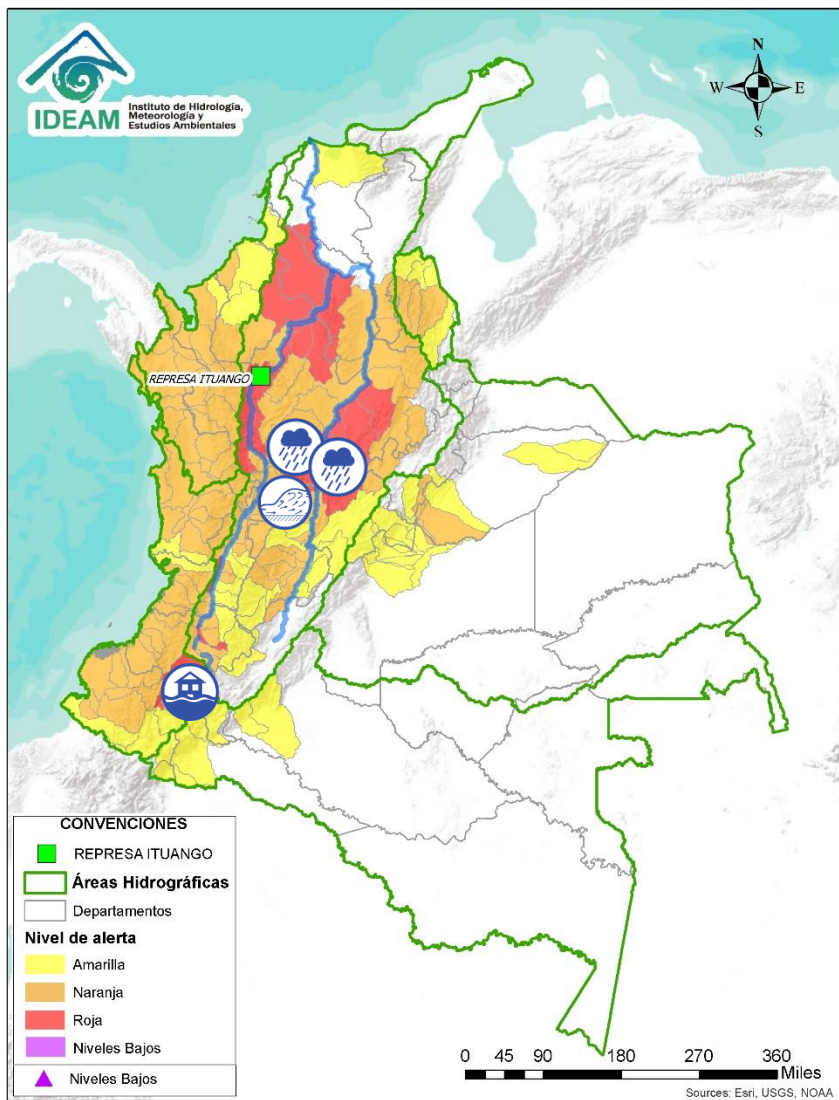 IDEAM
Instituto de Hidrología,
Meteorología y
Estudios Ambientales
N
W
E
S
REPRESA ITUANGO
CONVENCIONES
REPRESA ITUANGO
Áreas Hidrográficas
Departamentos
Nivel de alerta
Amarilla
Naranja
Roja
Niveles Bajos
Niveles Bajos
0 45 90 180 270 360
Miles
Sources: Esri, USGS, NOAA